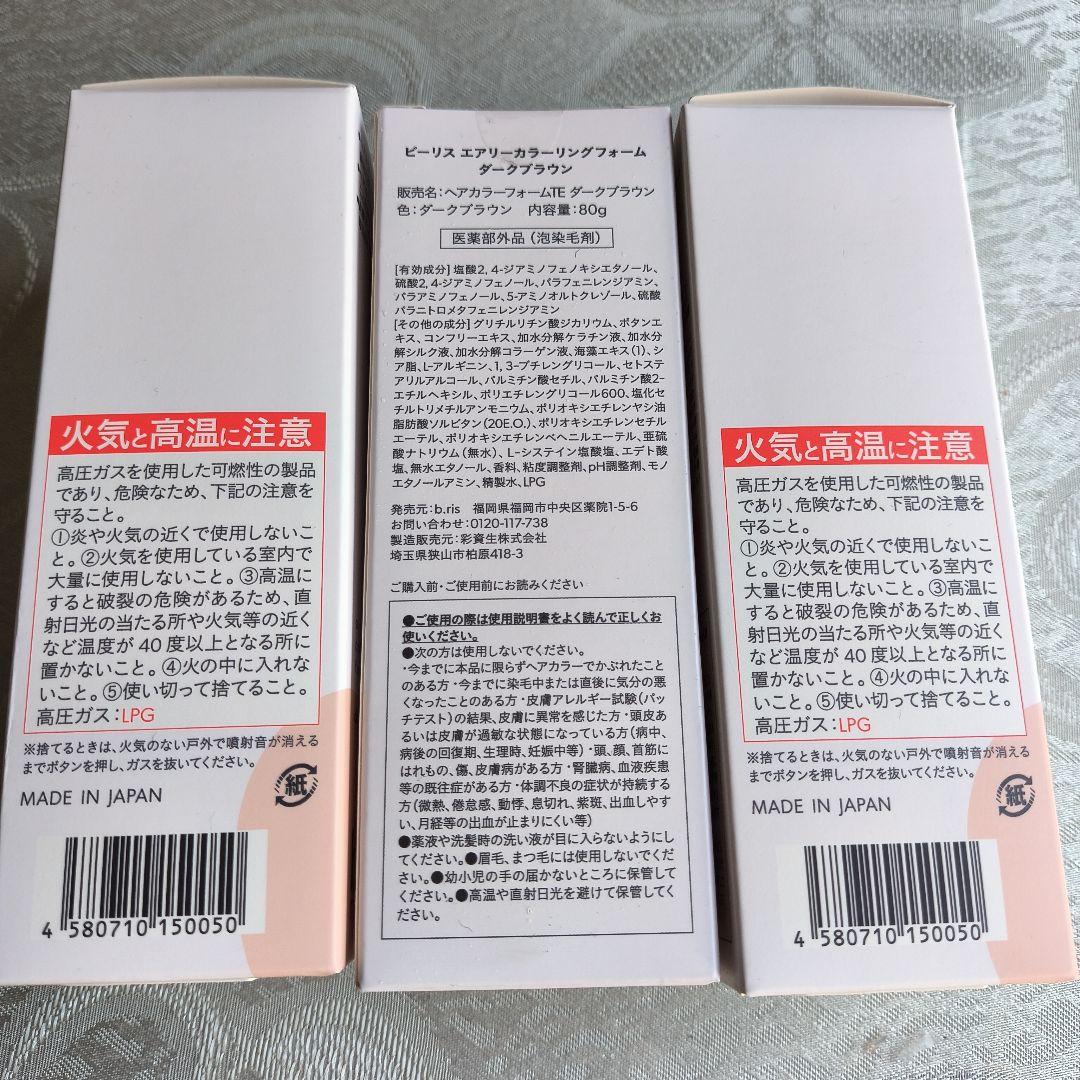 火気と高温に注意
高圧ガスを使用した可燃性の製品
であり、危険なため、下記の注意を
守ること。
①炎や火気の近くで使用しないこ
と。②火気を使用している室内で
大量に使用しないこと。③高温に
すると破裂の危険があるため、直
射日光の当たる所や火気等の近く
など温度が40度以上となる所に
置かないこと。④火の中に入れな
いこと。⑤使い切って捨てること。
高圧ガス:LPG
※捨てるときは、火気のない戸外で噴射音が消える
までボタンを押し、ガスを抜いてください。
紙
MADE IN JAPAN
4 580710 150050
ビーリス エアリーカラーリングフォーム
ダークブラウン
販売名:ヘアカラーフォームTE ダークブラウン
色:ダークブラウン 内容量:80g
医薬部外品(泡染毛剤)
[有効成分]塩酸2,4-ジアミノフェノキシエタノール、
硫酸2,4-ジアミノフェノール、パラフェニレンジアミン、
パラアミノフェノール、5-アミノオルトクレゾール、硫酸
パラニトロメタフェニレンジアミン
[その他の成分]グリチルリチン酸ジカリウム、ボタンエ
キス、コンフリーエキス、加水分解ケラチン液、加水分
解シルク液、加水分解コラーゲン液、海藻エキス(1)、シ
ア脂、L-アルギニン、1,3-ブチレングリコール、セトステ
アリルアルコール、パルミチン酸セチル、パルミチン酸2-
エチルヘキシル、ポリエチレングリコール600、塩化セ
チルトリメチルアンモニウム、ポリオキシエチレンヤシ油
脂肪酸ソルビタン(20E.O.)、ポリオキシエチレンセチル
エーテル、ポリオキシエチレンベヘニルエーテル、亜硫
酸ナトリウム(無水)、L-システイン塩酸塩、エデト酸
塩、無水エタノール、香料、粘度調整剤、pH調整剤、モノ
エタノールアミン、精製水、LPG
発売元:b.ris 福岡県福岡市中央区薬院1-5-6
お問い合わせ:0120-117-738
製造販売元:彩資生株式会社
埼玉県狭山市柏原418-3
ご購入前・ご使用前にお読みください
●ご使用の際は使用説明書をよく読んで正しくお
使いください。
●次の方は使用しないでください。
・今までに本品に限らずヘアカラーでかぶれたこと
のある方・今までに染毛中または直後に気分の悪
くなったことのある方・皮膚アレルギー試験(パッ
チテスト)の結果、皮膚に異常を感じた方・頭皮あ
るいは皮膚が過敏な状態になっている方(病中、
病後の回復期、生理時、妊娠中等)・頭、顔、首筋に
はれもの、傷、皮膚病がある方・腎臓病、血液疾患
等の既往症がある方・体調不良の症状が持続する
方(微熱、倦怠感、動悸、息切れ、紫斑、出血しやす
い、月経等の出血が止まりにくい等)
●薬液や洗髪時の洗い液が目に入らないようにし
てください。●眉毛、まつ毛には使用しないでくだ
さい。●幼小児の手の届かないところに保管して
ください。●高温や直射日光を避けて保管してく
ださい。
火気と高温に注意
高圧ガスを使用した可燃性の製品
であり、危険なため、下記の注意を
守ること。
①炎や火気の近くで使用しないこ
と。②火気を使用している室内で
大量に使用しないこと。③高温に
すると破裂の危険があるため、直
射日光の当たる所や火気等の近く
など温度が40度以上となる所に
置かないこと。④火の中に入れな
いこと。⑤使い切って捨てること。
高圧ガス:LPG
※捨てるときは、火気のない戸外で噴射音が消える
までボタンを押し、ガスを抜いてください。
紙
MADE IN JAPAN
4 580710 150050